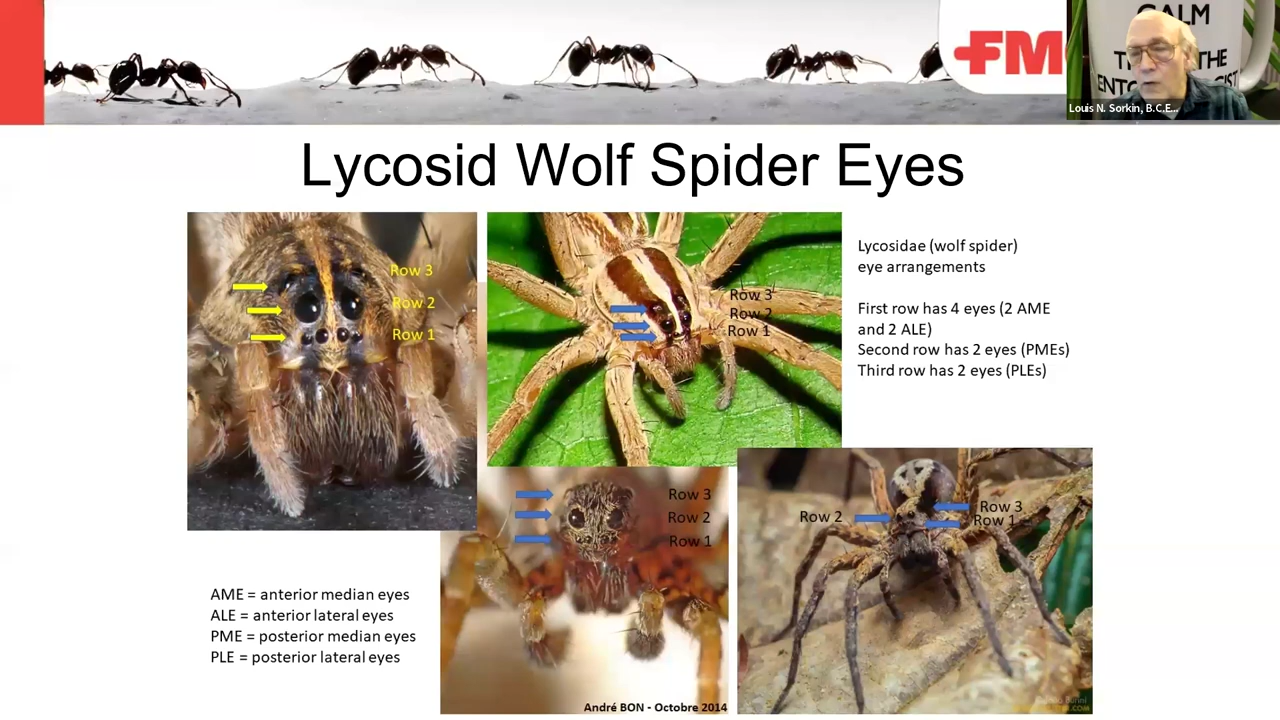 FM
CALM
THE
Louis N. Sorkin, B.C.E...
Lycosid Wolf Spider Eyes
Row 3
Row 2
Row 1
Row 3
Row 2
Row 1
Lycosidae (wolf spider)
eye arrangements
First row has 4 eyes (2 AME
and 2 ALE)
Second row has 2 eyes (PMEs)
Third row has 2 eyes (PLEs)
Row 3
Row 2
Row 1
André BON - Octobre 2014
Row 2
Row 3
Row 1
AME = anterior median eyes
ALE = anterior lateral eyes
PME = posterior median eyes
PLE = posterior lateral eyes